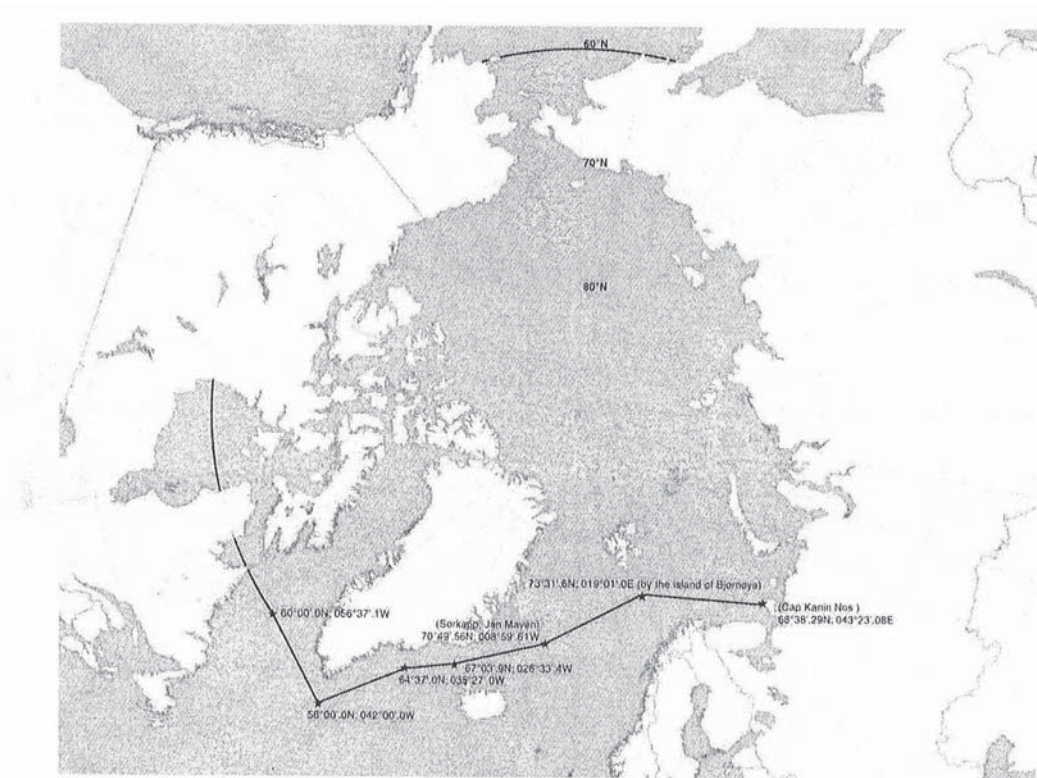 60°N
70°N
80°N
73°31'.6N; 019°01'.0E (by the island of Bjørnøya)
(Cap Kanin Nos )
68°38'.29N; 043°23'.08E
60°00'.0N; 056°37'.1W
(Sorkapp, Jan Mayen)
70°49'.56N; 008°59'.61W
67°03'.9N; 026°33'.4W
64°37'.0N; 035°27'.0W
58°00'.0N; 042°00'.0W